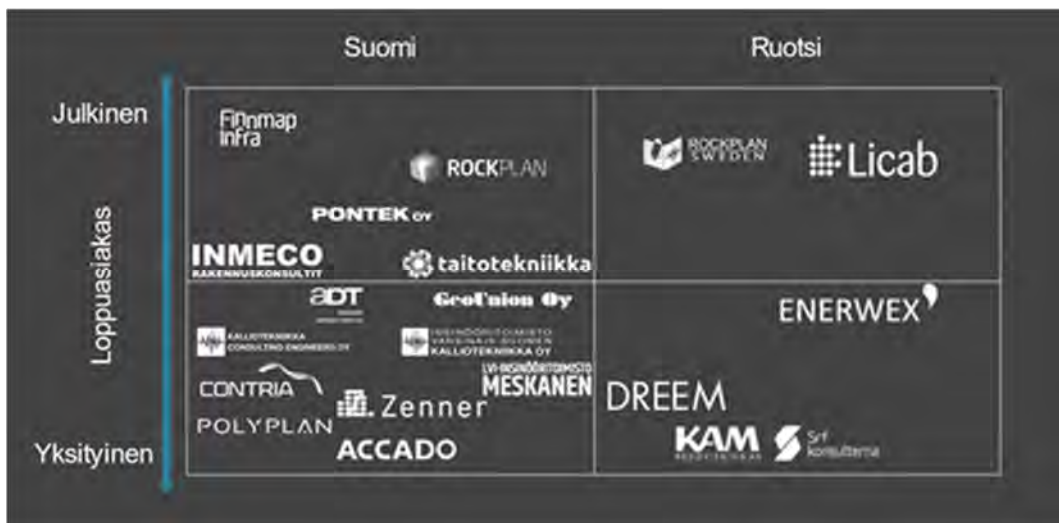 Suomi
Ruotsi
Julkinen
Loppuasiakas
Yksityinen
Finnmap
Infra
ROCKPLAN
PONTEK OY
INMECO
RAKENNUSKONSULTIT
taitotekniikka
ROCKPLAN
SWEDEN
Licab
ADT
GeoUnion Oy
KALLIOTEKNIIKKA
CONSULTING ENGINEERS OY
INSINÖÖRITOIMISTO
VARSINAIS-SUOMEN
KALLIOTEKNIIKKA OY
CONTRIA
LVI-INSINÖÖRITOIMISTO
MESKANEN
Zenner
POLYPLAN
ACCADO
ENERWEX
DREEM
KAM
Srf
konsulterna